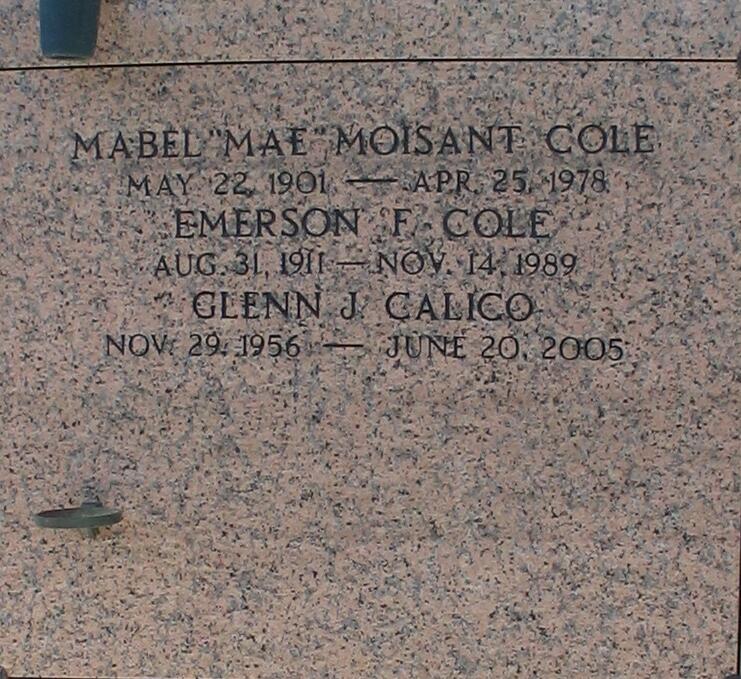 MABEL "MAE" MOISANT COLE
MAY 22, 1901 — APR. 25, 1978
EMERSON F. COLE
AUG. 31, 1911 — NOV. 14, 1989
GLENN J. CALICO
NOV. 29, 1956 — JUNE 20, 2005